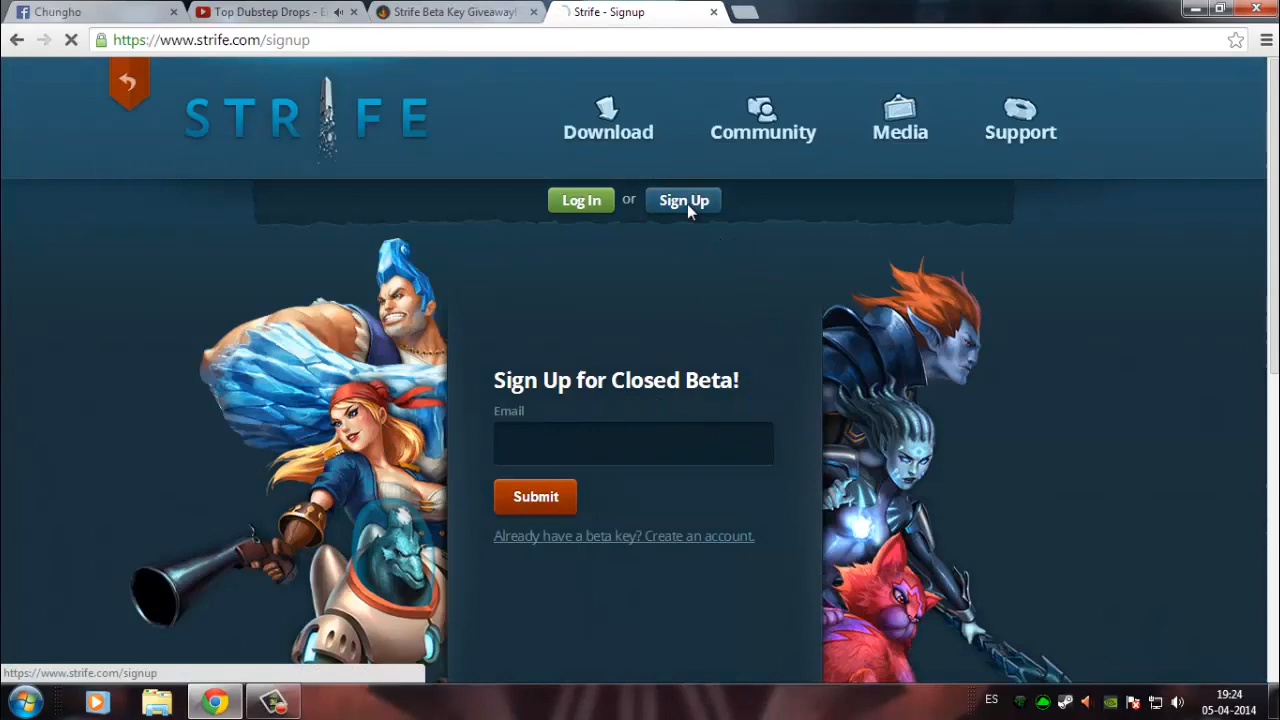 Chungho
Top Dubstep Drops - E
Strife Beta Key Giveaway!
Strife - Signup
https://www.strife.com/signup
STRIFE
Download
Community
Media
Support
Log In or Sign Up
Sign Up for Closed Beta!
Email
Submit
Already have a beta key? Create an account.
https://www.strife.com/signup
ES
19:24
05-04-2014